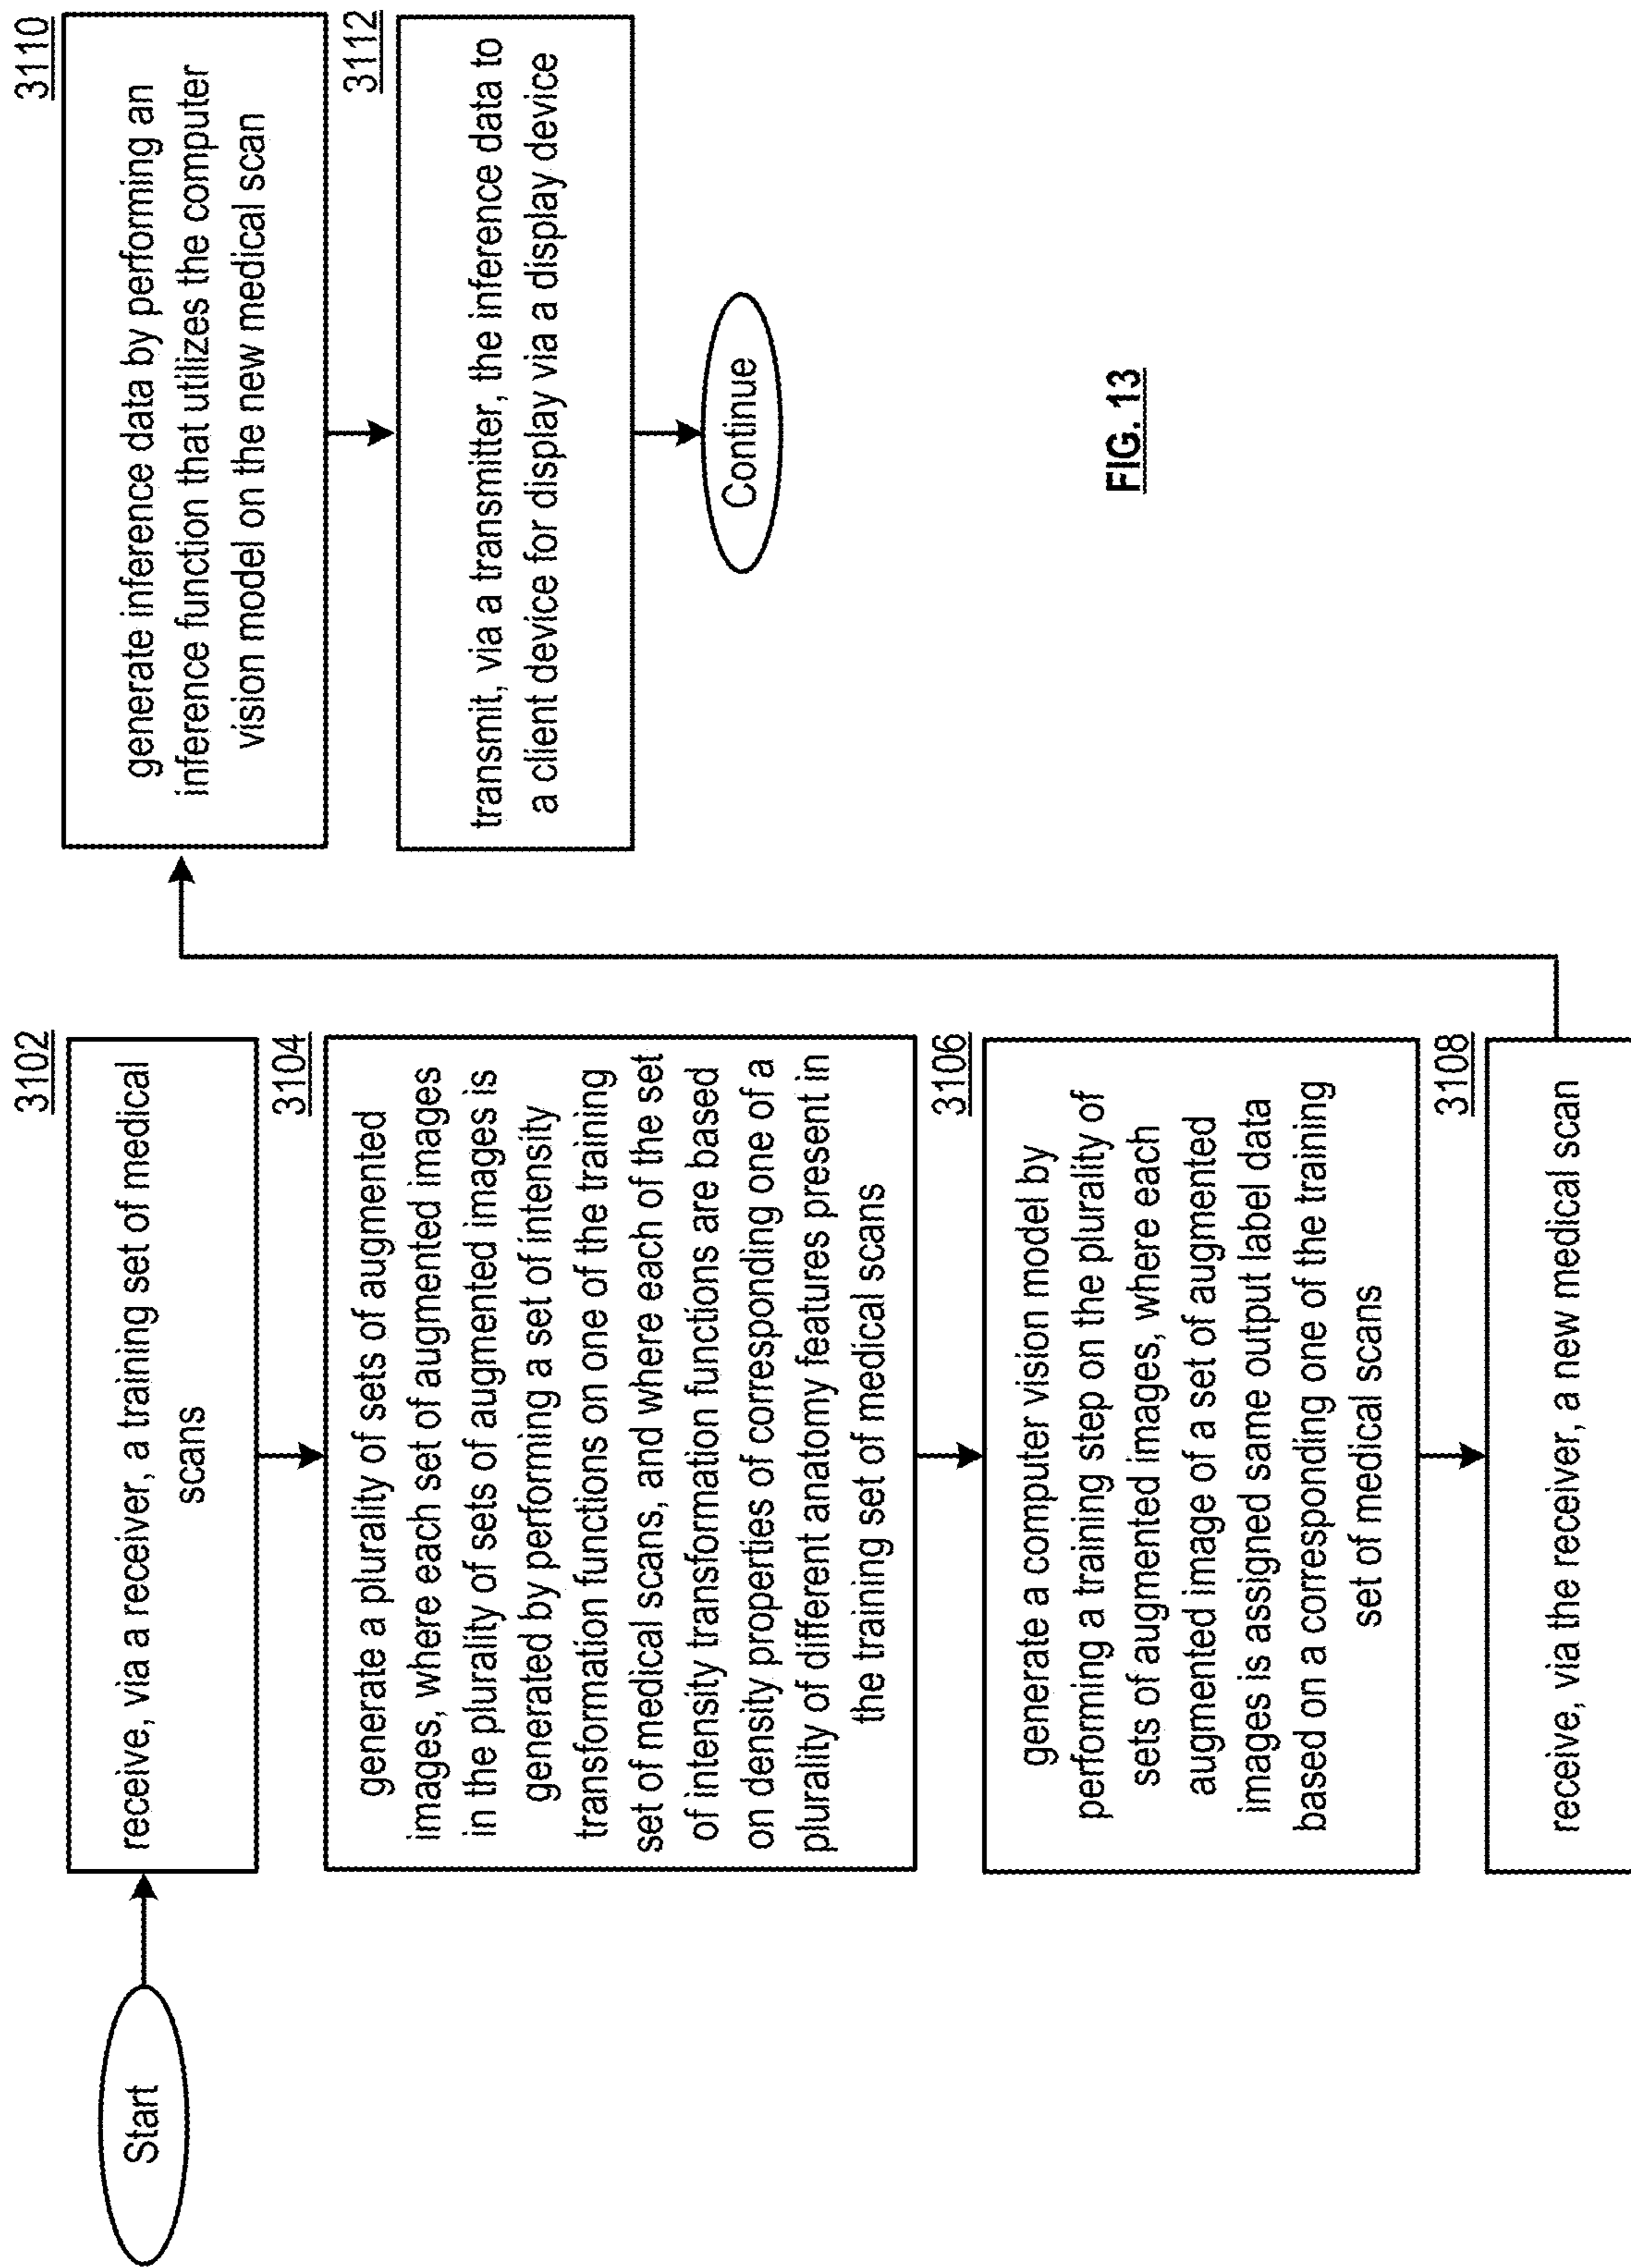 Start
3102
receive, via a receiver, a training set of medical
scans
3104
generate a plurality of sets of augmented
images, where each set of augmented images
in the plurality of sets of augmented images is
generated by performing a set of intensity
transformation functions on one of the training
set of medical scans, and where each of the set
of intensity transformation functions are based
on density properties of corresponding one of a
plurality of different anatomy features present in
the training set of medical scans
3106
generate a computer vision model by
performing a training step on the plurality of
sets of augmented images, where each
augmented image of a set of augmented
images is assigned same output label data
based on a corresponding one of the training
set of medical scans
3108
receive, via the receiver, a new medical scan
3110
generate inference data by performing an
inference function that utilizes the computer
vision model on the new medical scan
3112
transmit, via a transmitter, the inference data to
a client device for display via a display device
Continue
FIG. 13